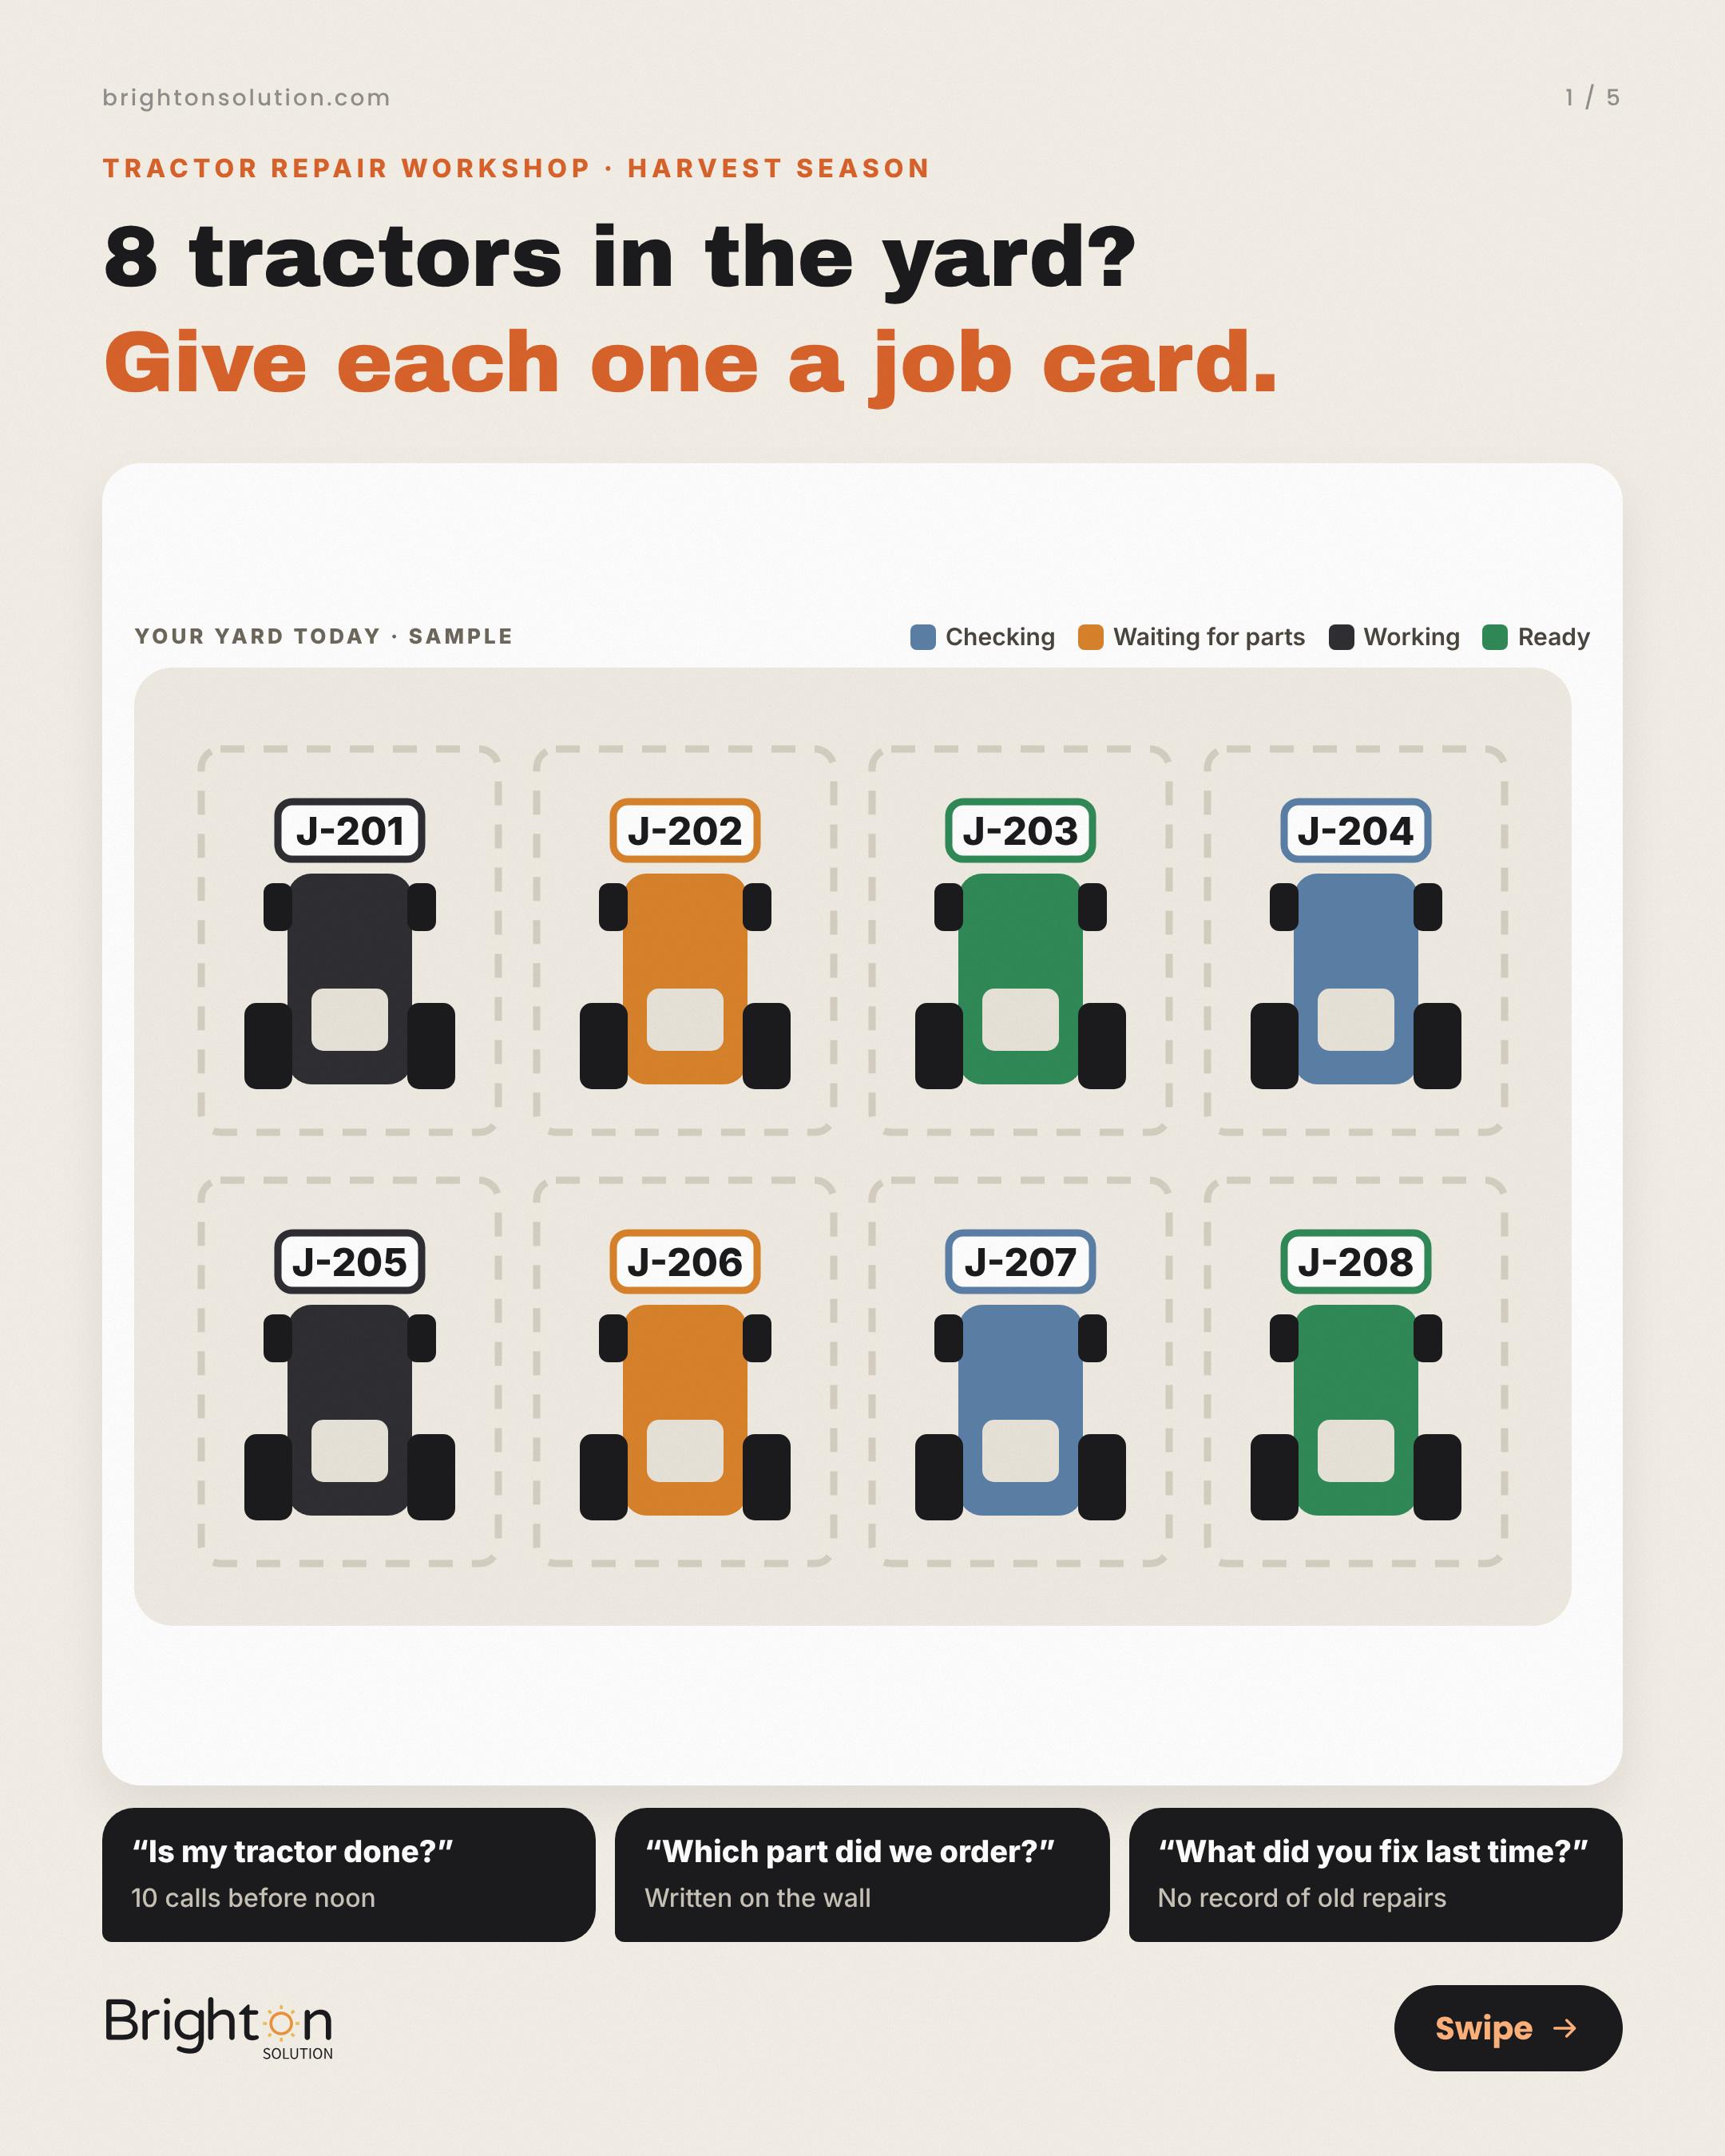 brightonsolution.com
1 / 5
TRACTOR REPAIR WORKSHOP · HARVEST SEASON
8 tractors in the yard?
Give each one a job card.
YOUR YARD TODAY · SAMPLE
Checking
Waiting for parts
Working
Ready
J-201
J-202
J-203
J-204
J-205
J-206
J-207
J-208
“Is my tractor done?”
10 calls before noon
“Which part did we order?”
Written on the wall
“What did you fix last time?”
No record of old repairs
Brighton
SOLUTION
Swipe →